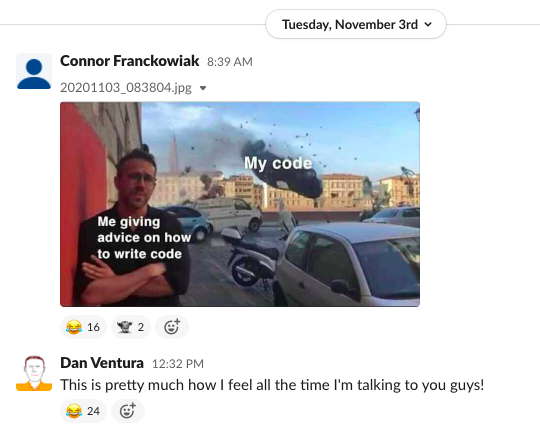 Tuesday, November 3rd
Connor Franckowiak 8:39 AM
20201103_083804.jpg
My code
Me giving
advice on how
to write code
16 2
Dan Ventura 12:32 PM
This is pretty much how I feel all the time I'm talking to you guys!
24